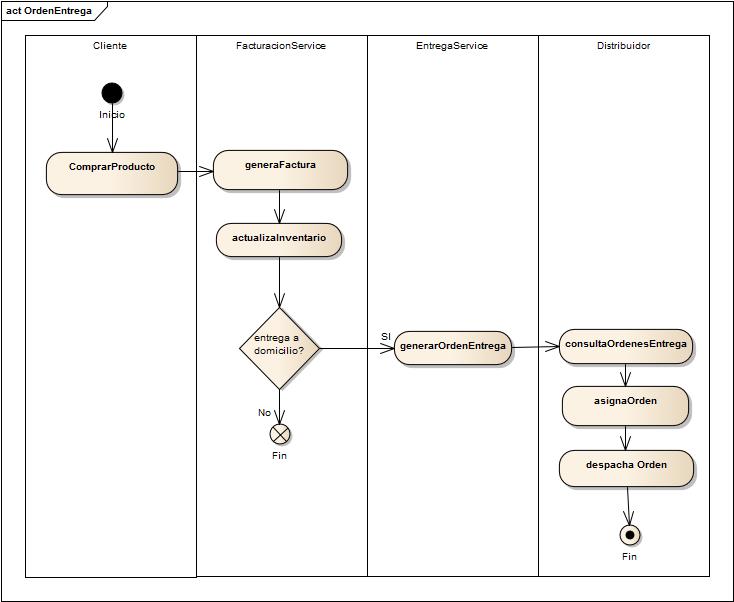 act OrdenEntrega
Cliente
FacturacionService
EntregaService
Distribuidor
Inicio
ComprarProducto
generaFactura
actualizaInventario
entrega a
domicilio?
SI
generarOrdenEntrega
consultaOrdenesEntrega
asignaOrden
No
Fin
despacha Orden
Fin